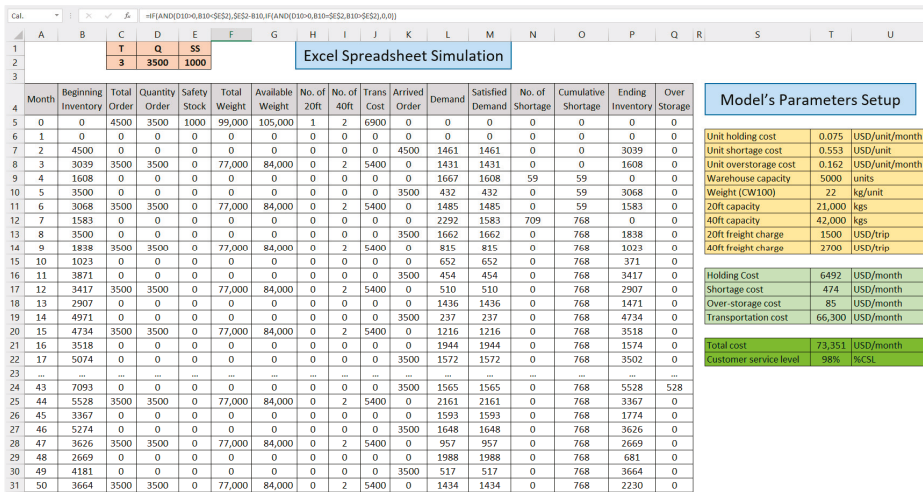 Cal.
=IF(AND(D10>0,B10<$E$2),$E$2-B10,IF(AND(D10>0,B10=$E$2,B10>$E$2),0,0))
A B C D E F G H I J K L M N O P Q R S T U
1 T Q SS Excel Spreadsheet Simulation
2 3 3500 1000
3
4 Month Beginning Inventory Total Order Quantity Order Safety Stock Total Weight Available Weight No. of 20ft No. of 40ft Trans Cost Arrived Order Demand Satisfied Demand No. of Shortage Cumulative Shortage Ending Inventory Over Storage Model's Parameters Setup
5 0 0 4500 3500 1000 99,000 105,000 1 2 6900 0 0 0 0 0 0 0
6 1 0 0 0 0 0 0 0 0 0 0 0 0 0 0 0 0 Unit holding cost 0.075 USD/unit/month
7 2 4500 0 0 0 0 0 0 0 0 4500 1461 1461 0 0 3039 0 Unit shortage cost 0.553 USD/unit
8 3 3039 3500 3500 0 77,000 84,000 0 2 5400 0 1431 1431 0 0 1608 0 Unit overstorage cost 0.162 USD/unit/month
9 4 1608 0 0 0 0 0 0 0 0 0 1667 1608 59 59 0 0 Warehouse capacity 5000 units
10 5 3500 0 0 0 0 0 0 0 0 3500 432 432 0 59 3068 0 Weight (CW100) 22 kg/unit
11 6 3068 3500 3500 0 77,000 84,000 0 2 5400 0 1485 1485 0 59 1583 0 20ft capacity 21,000 kgs
12 7 1583 0 0 0 0 0 0 0 0 0 2292 1583 709 768 0 0 40ft capacity 42,000 kgs
13 8 3500 0 0 0 0 0 0 0 0 3500 1662 1662 0 768 1838 0 20ft freight charge 1500 USD/trip
14 9 1838 3500 3500 0 77,000 84,000 0 2 5400 0 815 815 0 768 1023 0 40ft freight charge 2700 USD/trip
15 10 1023 0 0 0 0 0 0 0 0 0 652 652 0 768 371 0
16 11 3871 0 0 0 0 0 0 0 0 3500 454 454 0 768 3417 0 Holding Cost 6492 USD/month
17 12 3417 3500 3500 0 77,000 84,000 0 2 5400 0 510 510 0 768 2907 0 Shortage cost 474 USD/month
18 13 2907 0 0 0 0 0 0 0 0 0 1436 1436 0 768 1471 0 Over-storage cost 85 USD/month
19 14 4971 0 0 0 0 0 0 0 0 3500 237 237 0 768 4734 0 Transportation cost 66,300 USD/month
20 15 4734 3500 3500 0 77,000 84,000 0 2 5400 0 1216 1216 0 768 3518 0
21 16 3518 0 0 0 0 0 0 0 0 0 1944 1944 0 768 1574 0 Total cost 73,351 USD/month
22 17 5074 0 0 0 0 0 0 0 0 3500 1572 1572 0 768 3502 0 Customer service level 98% %CSL
23 ... ... ... ... ... ... ... ... ... ... ... ... ... ... ... ... ...
24 43 7093 0 0 0 0 0 0 0 0 3500 1565 1565 0 768 5528 528
25 44 5528 3500 3500 0 77,000 84,000 0 2 5400 0 2161 2161 0 768 3367 0
26 45 3367 0 0 0 0 0 0 0 0 0 1593 1593 0 768 1774 0
27 46 5274 0 0 0 0 0 0 0 0 3500 1648 1648 0 768 3626 0
28 47 3626 3500 3500 0 77,000 84,000 0 2 5400 0 957 957 0 768 2669 0
29 48 2669 0 0 0 0 0 0 0 0 0 1988 1988 0 768 681 0
30 49 4181 0 0 0 0 0 0 0 0 3500 517 517 0 768 3664 0
31 50 3664 3500 3500 0 77,000 84,000 0 2 5400 0 1434 1434 0 768 2230 0